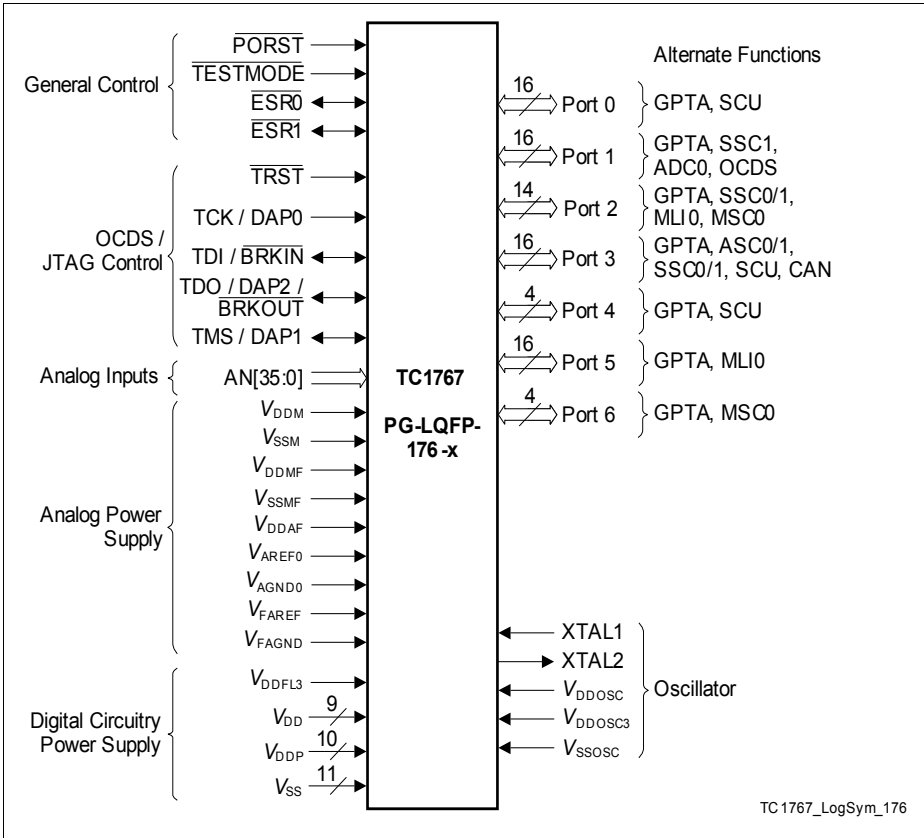 General Control
PORST
TESTMODE
ESR0
ESR1
OCDS /
JTAG Control
TRST
TCK / DAP0
TDI / BRKIN
TDO / DAP2 /
BRKOUT
TMS / DAP1
Analog Inputs
AN[35:0]
Analog Power
Supply
VDDM
VSSM
VDDMF
VSSMF
VDDAF
VAREF0
VAGND0
VFAREF
VFAGND
Digital Circuitry
Power Supply
VDDFL3
VDD 9
VDDP 10
VSS 11
TC1767
PG-LQFP-
176 -x
Alternate Functions
16 Port 0 GPTA, SCU
16 Port 1 GPTA, SSC1,
ADC0, OCDS
14 Port 2 GPTA, SSC0/1,
MLI0, MSC0
16 Port 3 GPTA, ASC0/1,
SSC0/1, SCU, CAN
4 Port 4 GPTA, SCU
16 Port 5 GPTA, MLI0
4 Port 6 GPTA, MSC0
XTAL1
XTAL2
VDDOSC
VDDOSC3
VSSOSC
Oscillator
TC1767_LogSym_176